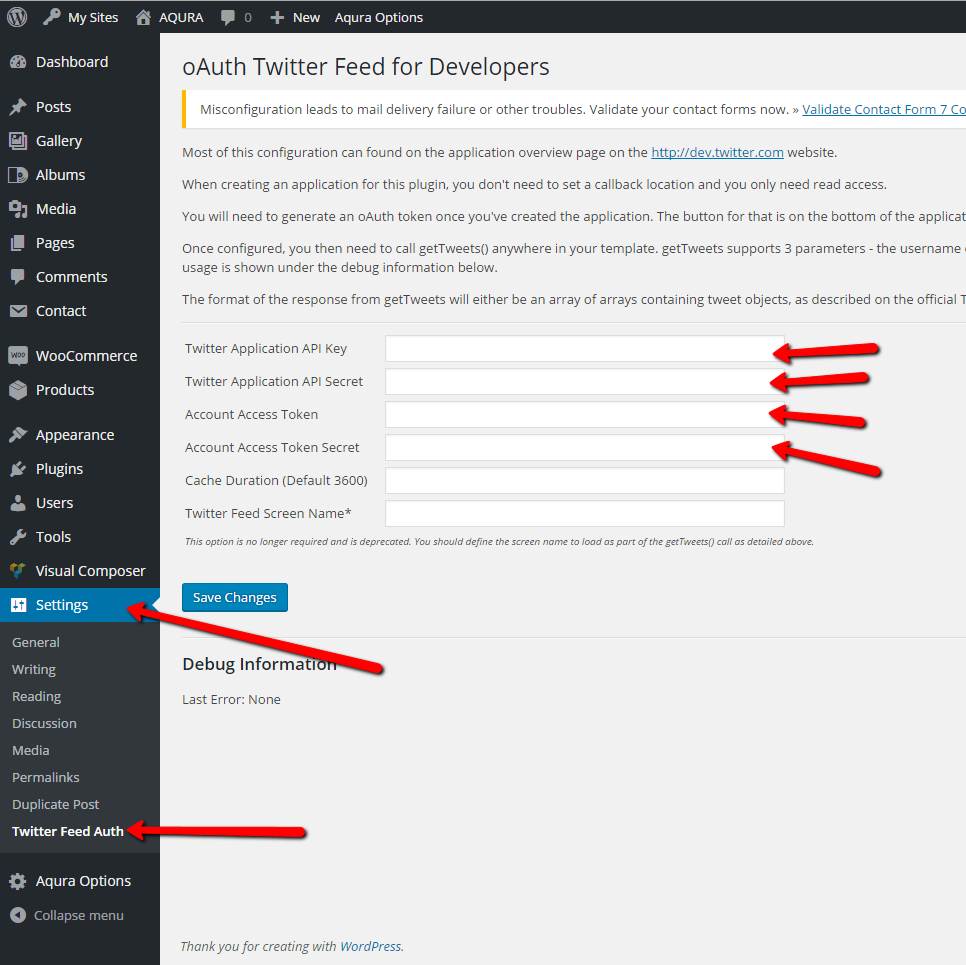 My Sites AQURA 0 New Aqura Options
Dashboard
Posts
Gallery
Albums
Media
Pages
Comments
Contact
WOO WooCommerce
Products
Appearance
Plugins
Users
Tools
Visual Composer
Settings
General
Writing
Reading
Discussion
Media
Permalinks
Duplicate Post
Twitter Feed Auth
Aqura Options
Collapse menu
oAuth Twitter Feed for Developers
Misconfiguration leads to mail delivery failure or other troubles. Validate your contact forms now. » Validate Contact Form 7 Co
Most of this configuration can found on the application overview page on the http://dev.twitter.com website.
When creating an application for this plugin, you don't need to set a callback location and you only need read access.
You will need to generate an oAuth token once you've created the application. The button for that is on the bottom of the applicat
Once configured, you then need to call getTweets() anywhere in your template. getTweets supports 3 parameters - the username
usage is shown under the debug information below.
The format of the response from getTweets will either be an array of arrays containing tweet objects, as described on the official T
Twitter Application API Key
Twitter Application API Secret
Account Access Token
Account Access Token Secret
Cache Duration (Default 3600)
Twitter Feed Screen Name*
This option is no longer required and is deprecated. You should define the screen name to load as part of the getTweets() call as detailed above.
Save Changes
Debug Information
Last Error: None
Thank you for creating with WordPress.